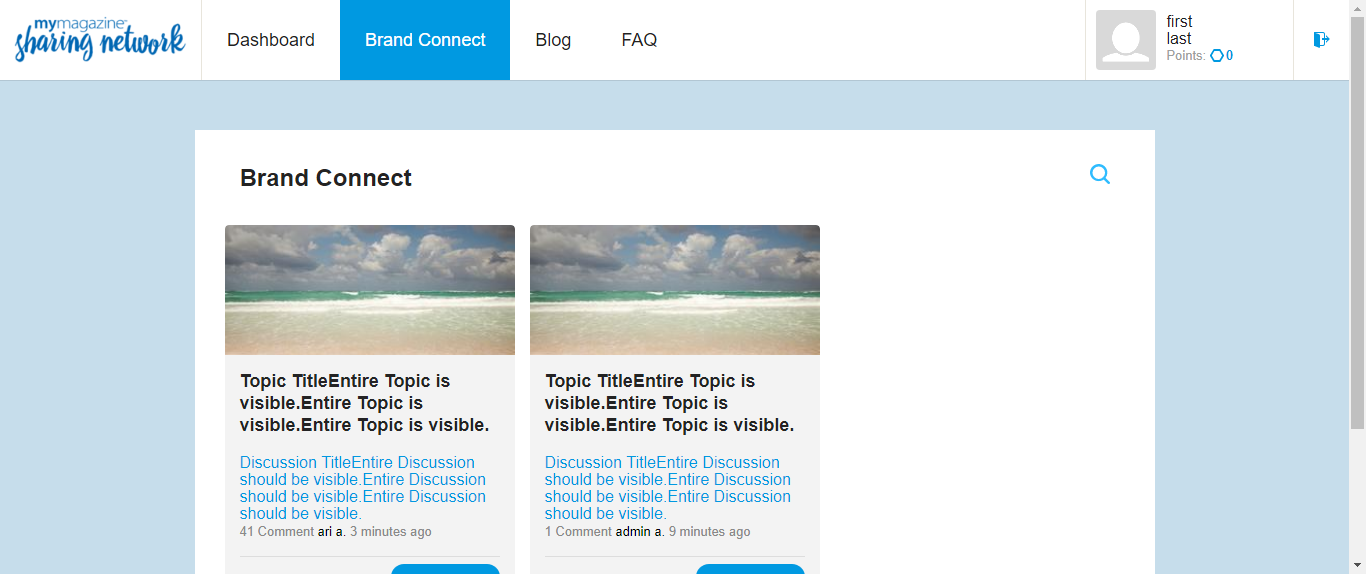 mymagazine
sharing network
Dashboard
Brand Connect
Blog
FAQ
first
last
Points: 0
Brand Connect
Topic TitleEntire Topic is
visible.Entire Topic is
visible.Entire Topic is visible.
Discussion TitleEntire Discussion
should be visible.Entire Discussion
should be visible.Entire Discussion
should be visible.
41 Comment ari a. 3 minutes ago
Topic TitleEntire Topic is
visible.Entire Topic is
visible.Entire Topic is visible.
Discussion TitleEntire Discussion
should be visible.Entire Discussion
should be visible.Entire Discussion
should be visible.
1 Comment admin a. 9 minutes ago